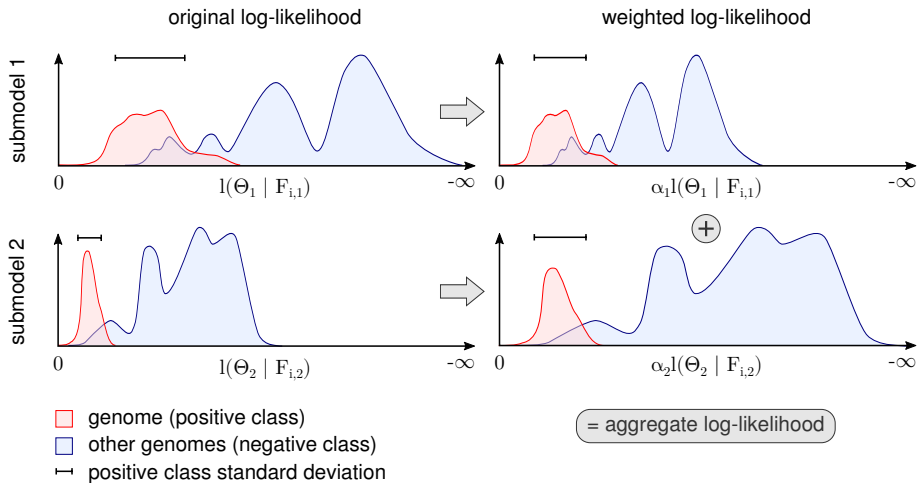 original log-likelihood
weighted log-likelihood
submodel 1
0
l(Θ₁ | Fᵢ,₁)
-∞
0
α₁l(Θ₁ | Fᵢ,₁)
-∞
+
submodel 2
0
l(Θ₂ | Fᵢ,₂)
-∞
0
α₂l(Θ₂ | Fᵢ,₂)
-∞
genome (positive class)
other genomes (negative class)
positive class standard deviation
= aggregate log-likelihood